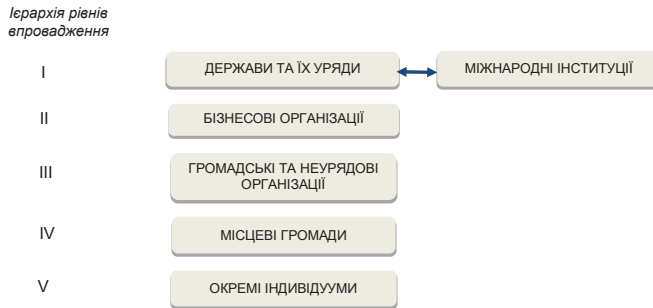 Ієрархія рівнів
впровадження
I
ДЕРЖАВИ ТА ЇХ УРЯДИ
МІЖНАРОДНІ ІНСТИТУЦІЇ
II
БІЗНЕСОВІ ОРГАНІЗАЦІЇ
III
ГРОМАДСЬКІ ТА НЕУРЯДОВІ
ОРГАНІЗАЦІЇ
IV
МІСЦЕВІ ГРОМАДИ
V
ОКРЕМІ ІНДИВІДУУМИ